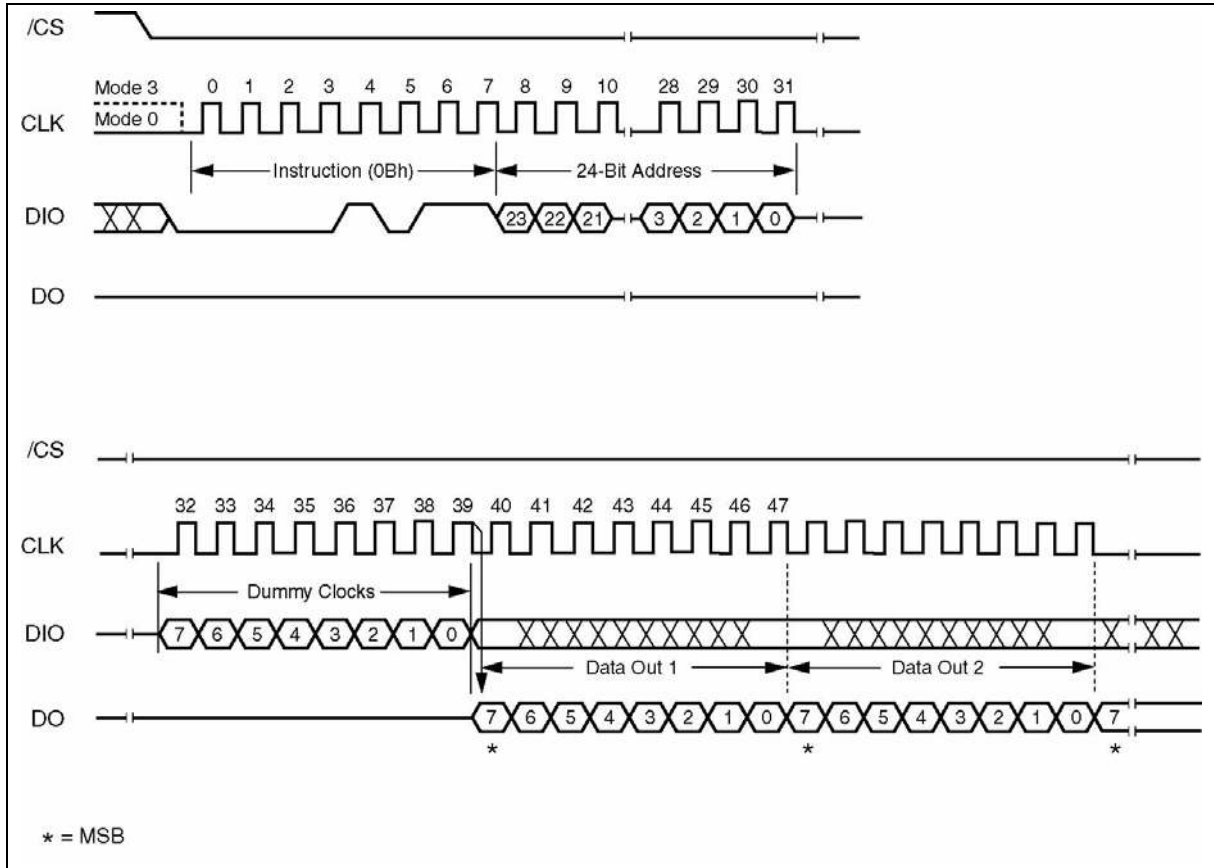 /CS
0 1 2 3 4 5 6 7 8 9 10 28 29 30 31
Mode 3
CLK
Mode 0
Instruction (0Bh) 24-Bit Address
DIO 23 22 21 3 2 1 0
DO
/CS
32 33 34 35 36 37 38 39 40 41 42 43 44 45 46 47
CLK
Dummy Clocks
DIO 7 6 5 4 3 2 1 0
Data Out 1 Data Out 2
DO 7 6 5 4 3 2 1 0 7 6 5 4 3 2 1 0 7
* * *
* = MSB